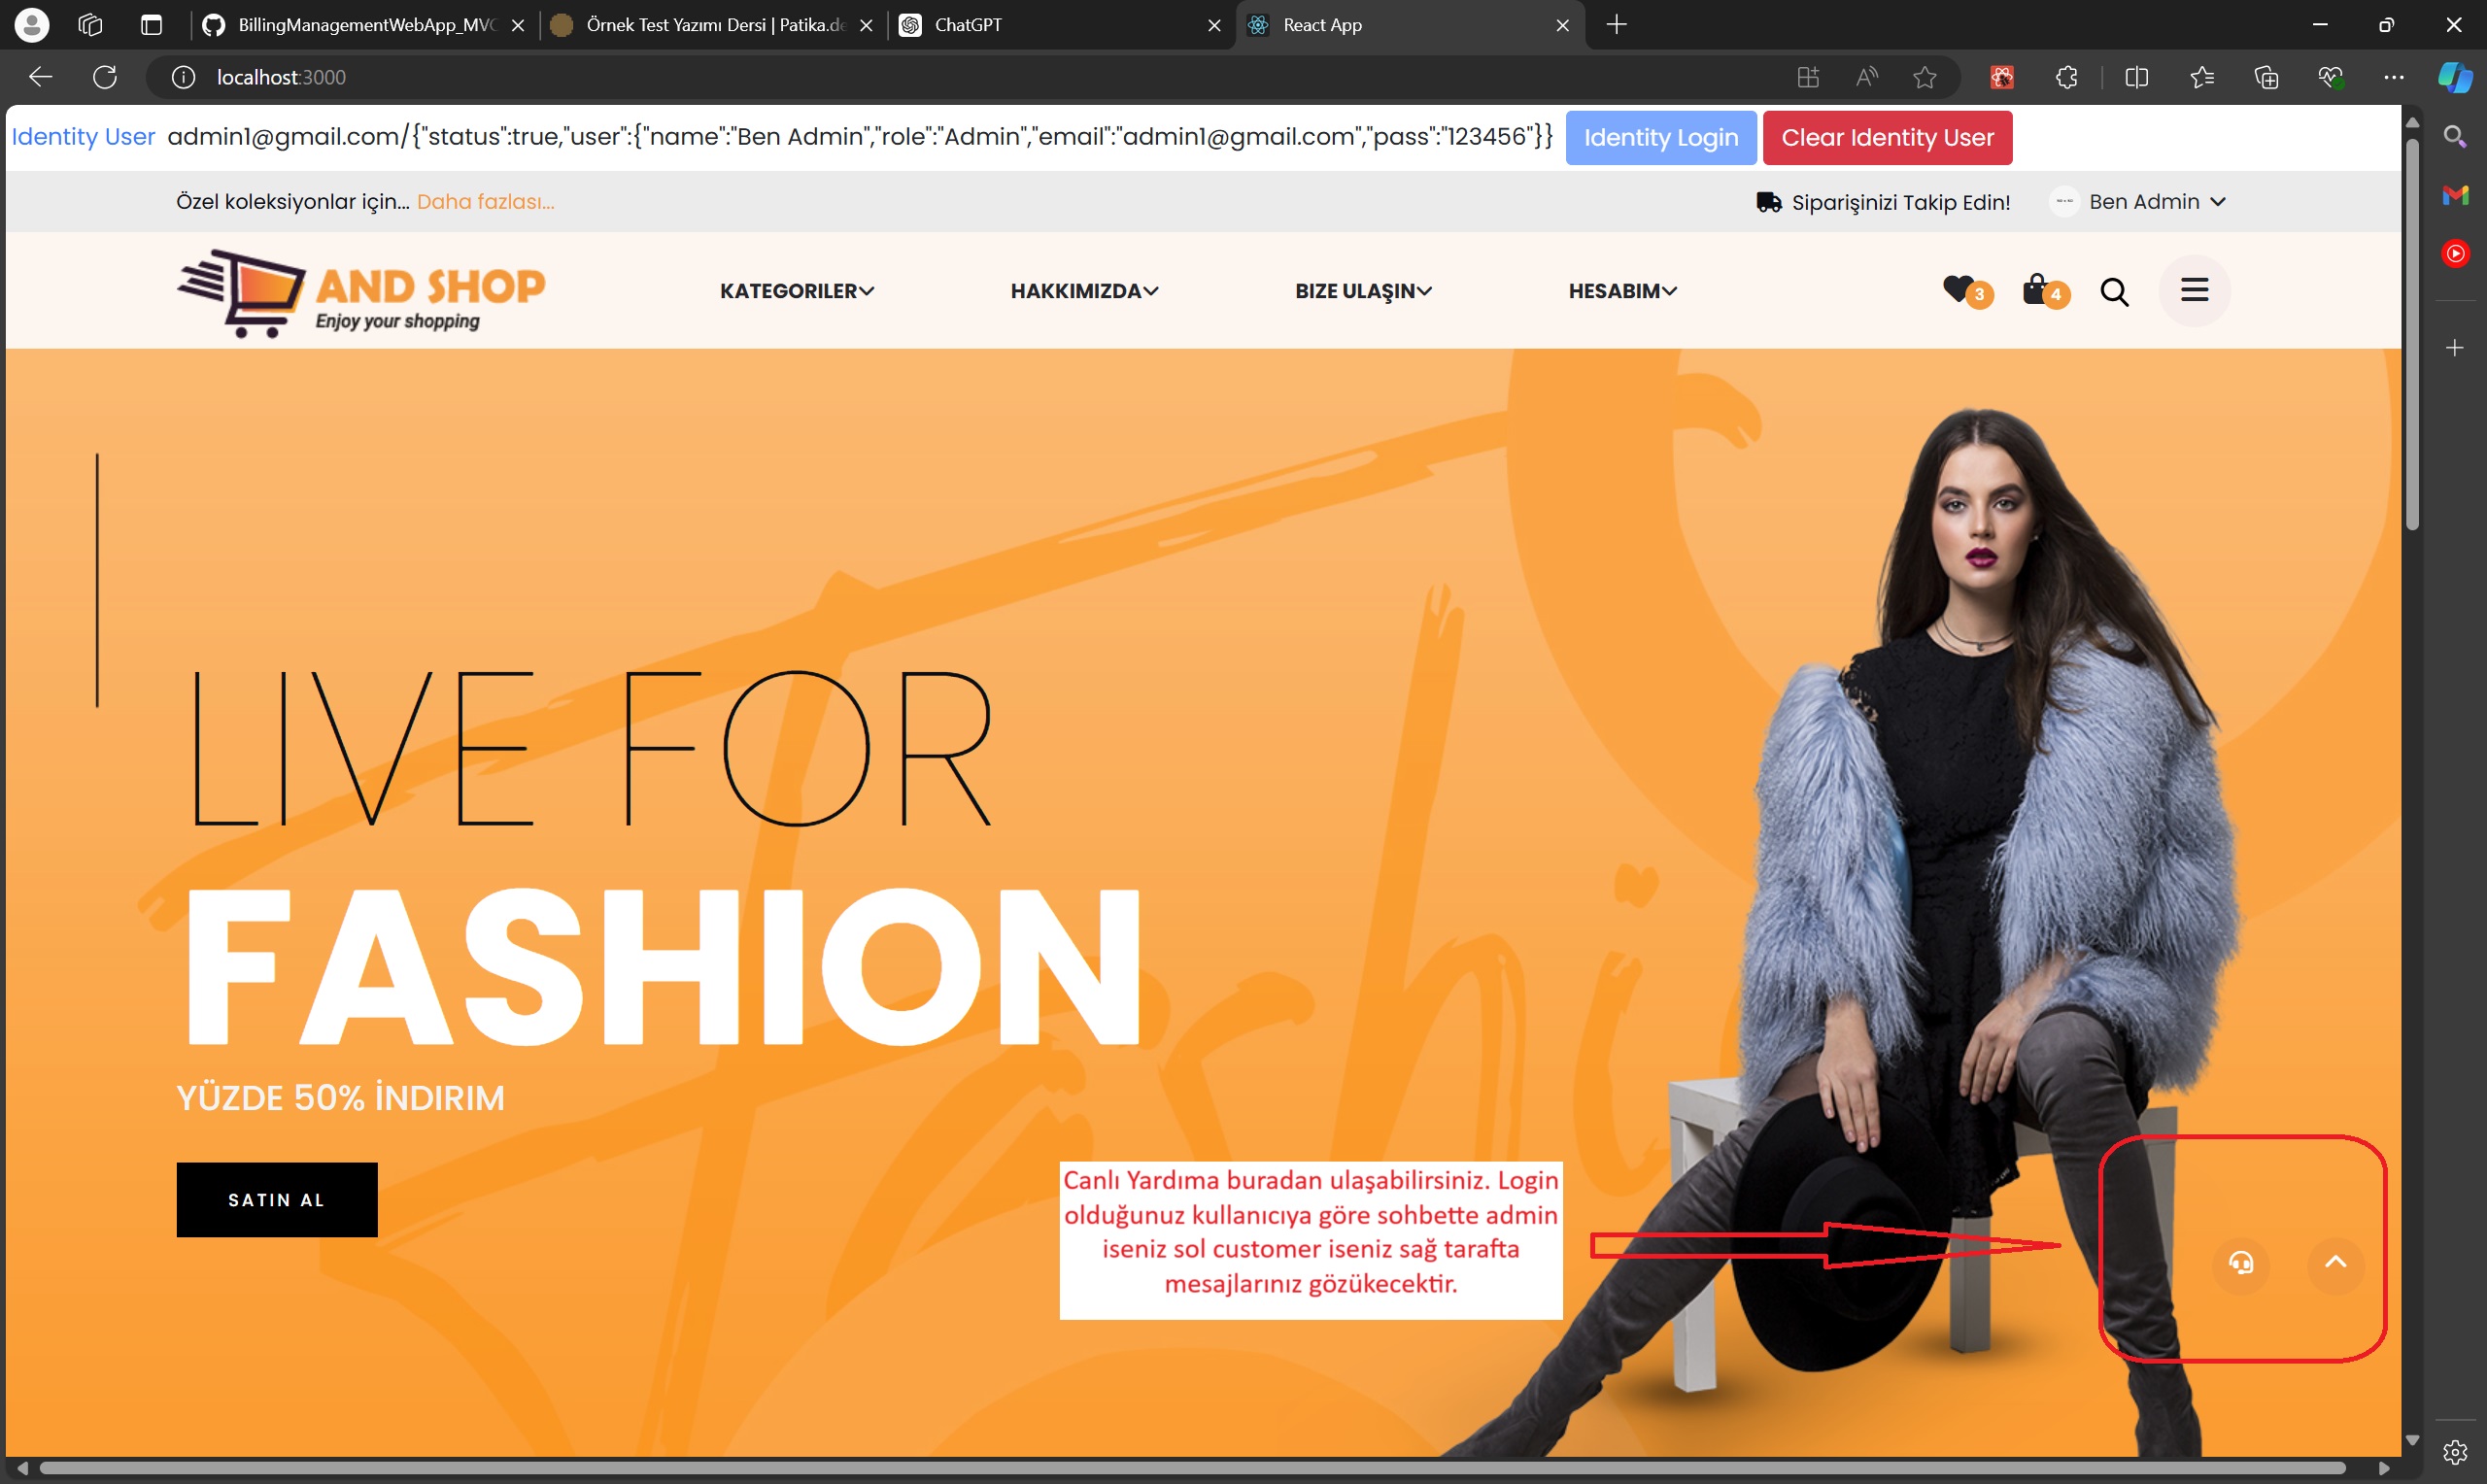 BillingManagementWebApp_MVC
Örnek Test Yazımı Dersi | Patika.de
ChatGPT
React App
localhost:3000
Identity User admin1@gmail.com/{"status":true,"user":{"name":"Ben Admin","role":"Admin","email":"admin1@gmail.com","pass":"123456"}} Identity Login Clear Identity User
Özel koleksiyonlar için... Daha fazlası...
Siparişinizi Takip Edin!
Ben Admin
AND SHOP
Enjoy your shopping
KATEGORILER
HAKKIMIZDA
BIZE ULAŞIN
HESABIM
3
4
LIVE FOR
FASHION
YÜZDE 50% İNDIRIM
SATIN AL
Canlı Yardıma buradan ulaşabilirsiniz. Login
olduğunuz kullanıcıya göre sohbette admin
iseniz sol customer iseniz sağ tarafta
mesajlarınız gözükecektir.
Fashio